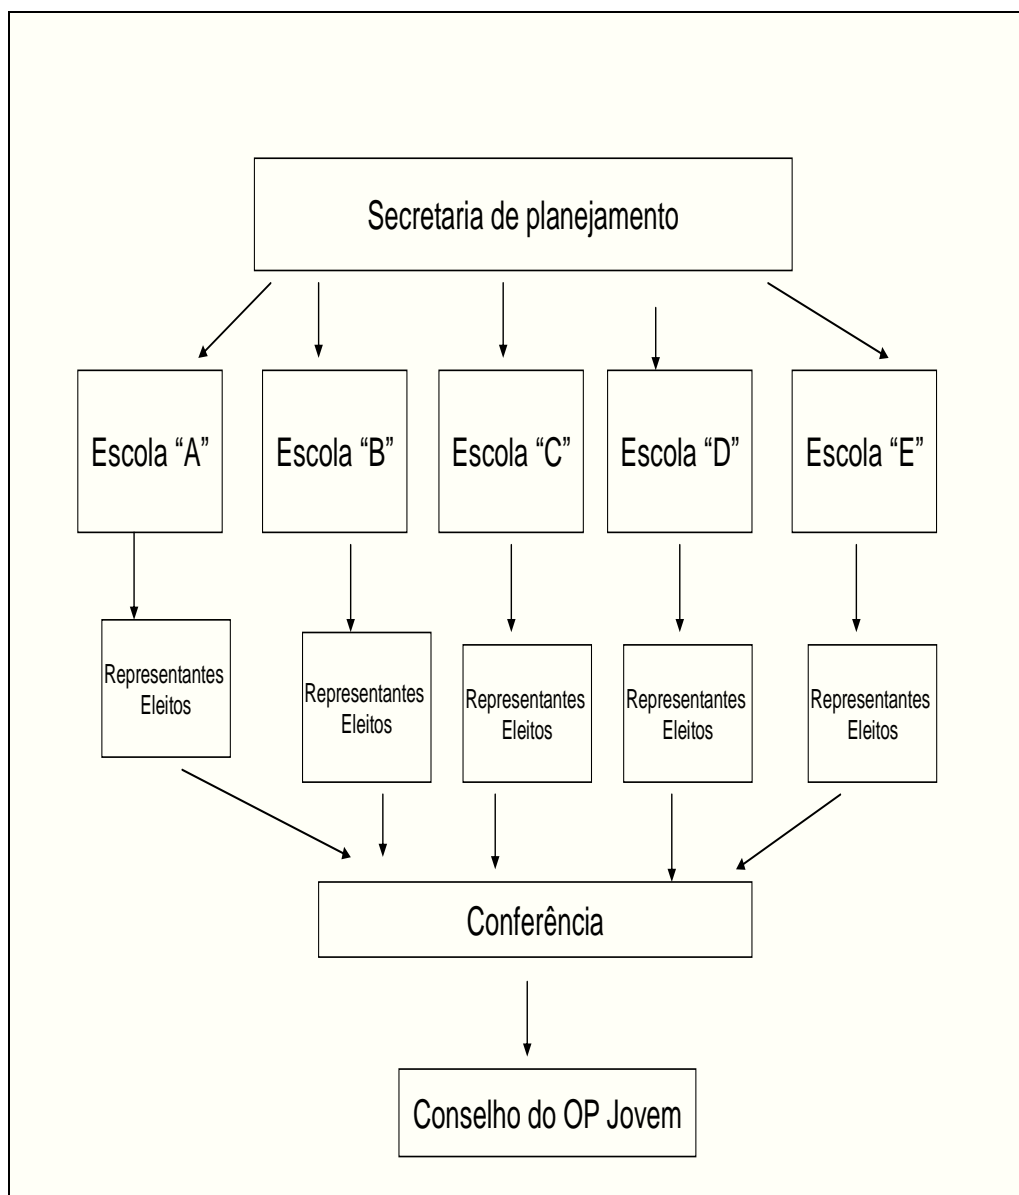 Secretaria de planejamento
Escola “A”
Escola “B”
Escola “C”
Escola “D”
Escola “E”
Representantes
Eleitos
Representantes
Eleitos
Representantes
Eleitos
Representantes
Eleitos
Representantes
Eleitos
Conferência
Conselho do OP Jovem